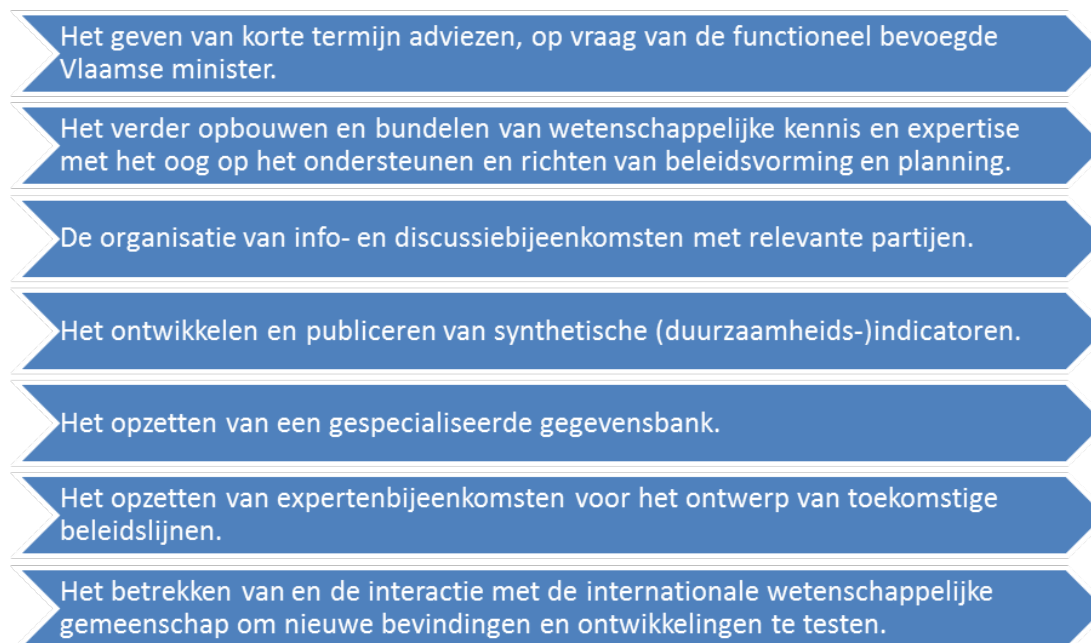 Het geven van korte termijn adviezen, op vraag van de functioneel bevoegde
Vlaamse minister.
Het verder opbouwen en bundelen van wetenschappelijke kennis en expertise
met het oog op het ondersteunen en richten van beleidsvorming en planning.
De organisatie van info- en discussiebijeenkomsten met relevante partijen.
Het ontwikkelen en publiceren van synthetische (duurzaamheids-)indicatoren.
Het opzetten van een gespecialiseerde gegevensbank.
Het opzetten van expertenbijeenkomsten voor het ontwerp van toekomstige
beleidslijnen.
Het betrekken van en de interactie met de internationale wetenschappelijke
gemeenschap om nieuwe bevindingen en ontwikkelingen te testen.